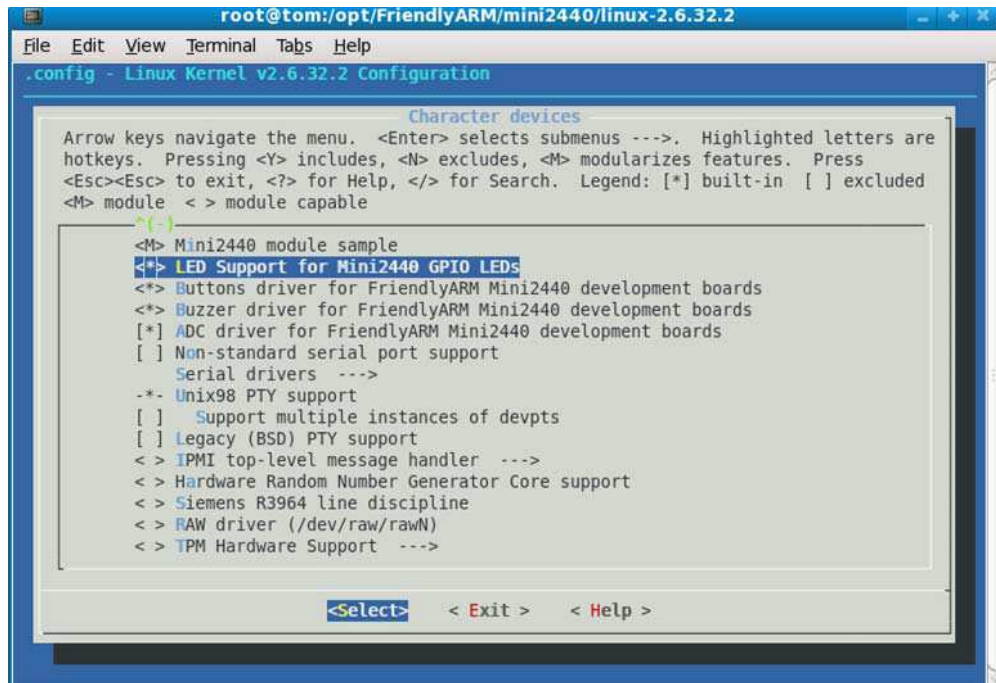 root@tom:/opt/FriendlyARM/mini2440/linux-2.6.32.2
File Edit View Terminal Tabs Help
.config - Linux Kernel v2.6.32.2 Configuration
Character devices
Arrow keys navigate the menu. <Enter> selects submenus --->. Highlighted letters are
hotkeys. Pressing <Y> includes, <N> excludes, <M> modularizes features. Press
<Esc><Esc> to exit, <?> for Help, </> for Search. Legend: [*] built-in [ ] excluded
<M> module < > module capable
^(-)
<M> Mini2440 module sample
<*> LED Support for Mini2440 GPIO LEDs
<*> Buttons driver for FriendlyARM Mini2440 development boards
<*> Buzzer driver for FriendlyARM Mini2440 development boards
[*] ADC driver for FriendlyARM Mini2440 development boards
[ ] Non-standard serial port support
Serial drivers --->
-*- Unix98 PTY support
[ ] Support multiple instances of devpts
[ ] Legacy (BSD) PTY support
< > IPMI top-level message handler --->
< > Hardware Random Number Generator Core support
< > Siemens R3964 line discipline
< > RAW driver (/dev/raw/rawN)
< > TPM Hardware Support --->
<Select> < Exit > < Help >